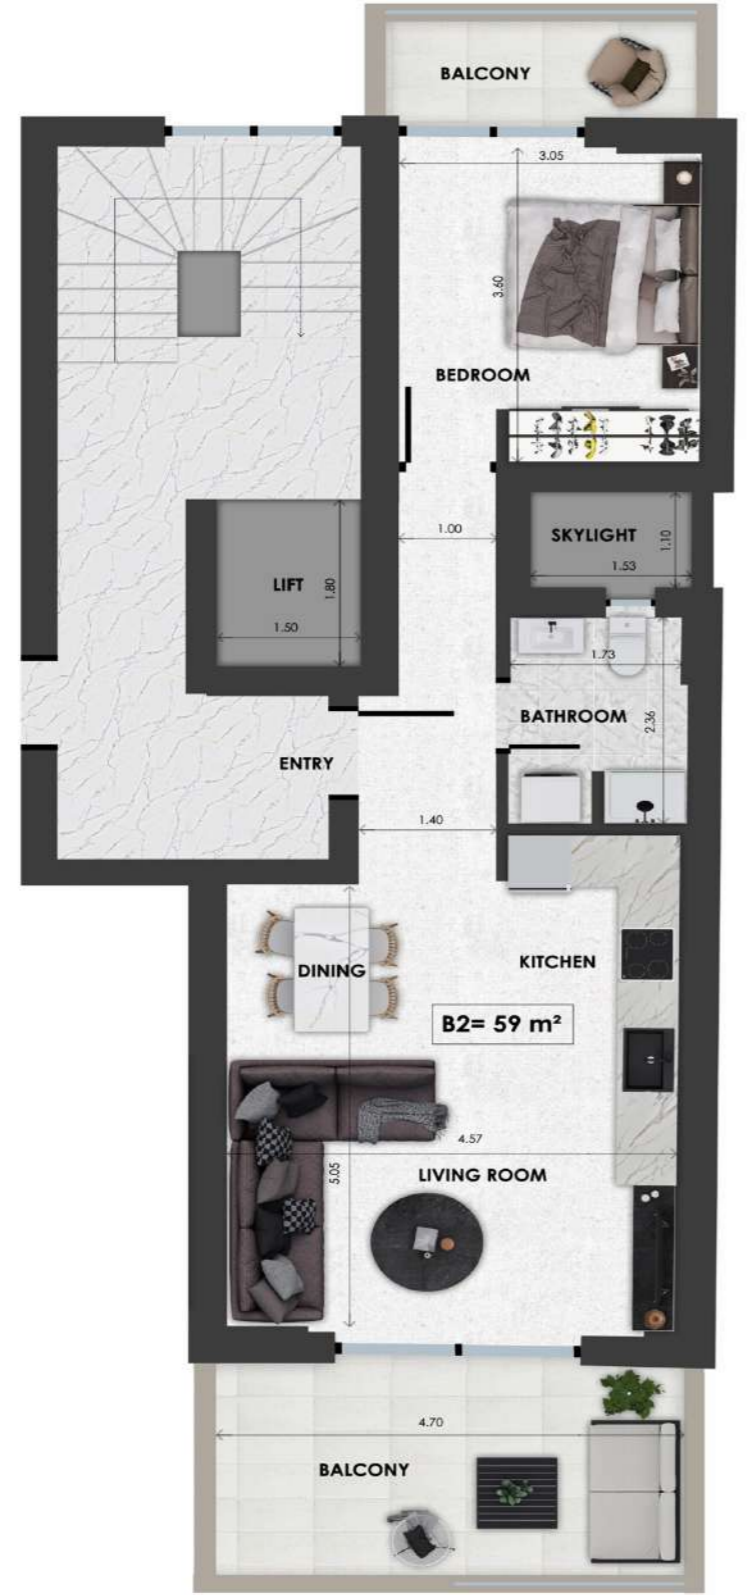 BALCONY
3.05
3.60
BEDROOM
1.00
SKYLIGHT
1.10
1.53
LIFT
1.80
1.50
1.73
BATHROOM
2.36
ENTRY
1.40
KITCHEN
DINING
B2= 59 m²
4.57
5.05
LIVING ROOM
4.70
BALCONY